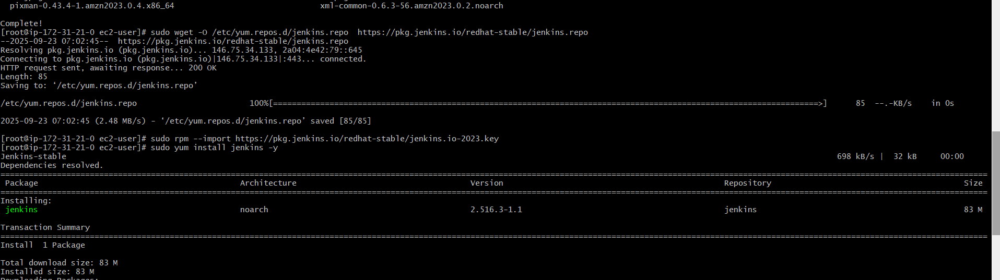 pixman-0.43.4-1.amzn2023.0.4.x86_64 xml-common-0.6.3-56.amzn2023.0.2.noarch
Complete!
[root@ip-172-31-21-0 ec2-user]# sudo wget -O /etc/yum.repos.d/jenkins.repo  https://pkg.jenkins.io/redhat-stable/jenkins.repo
--2025-09-23 07:02:45--  https://pkg.jenkins.io/redhat-stable/jenkins.repo
Resolving pkg.jenkins.io (pkg.jenkins.io)... 146.75.34.133, 2a04:4e42:79::645
Connecting to pkg.jenkins.io (pkg.jenkins.io)|146.75.34.133|:443... connected.
HTTP request sent, awaiting response... 200 OK
Length: 85
Saving to: ‘/etc/yum.repos.d/jenkins.repo’
/etc/yum.repos.d/jenkins.repo 100%[====================================================================================================================>] 85 --.-KB/s in 0s
2025-09-23 07:02:45 (2.48 MB/s) - ‘/etc/yum.repos.d/jenkins.repo’ saved [85/85]
[root@ip-172-31-21-0 ec2-user]# sudo rpm --import https://pkg.jenkins.io/redhat-stable/jenkins.io-2023.key
[root@ip-172-31-21-0 ec2-user]# sudo yum install jenkins -y
Jenkins-stable 698 kB/s | 32 kB 00:00
Dependencies resolved.
Package Architecture Version Repository Size
Installing:
jenkins noarch 2.516.3-1.1 jenkins 83 M
Transaction Summary
Install  1 Package
Total download size: 83 M
Installed size: 83 M
Downloading Packages: